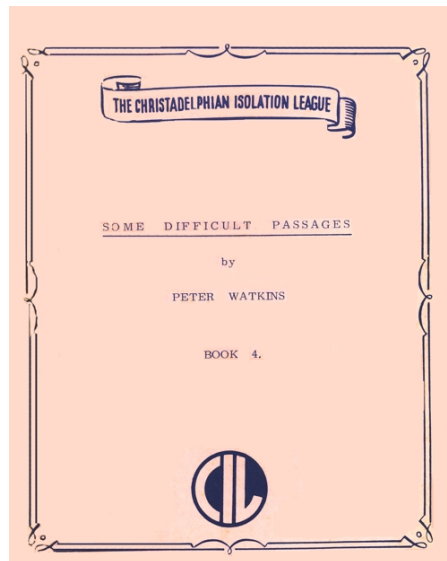 THE CHRISTADELPHIAN ISOLATION LEAGUE
SOME DIFFICULT PASSAGES
by
PETER WATKINS
BOOK 4.
CIL